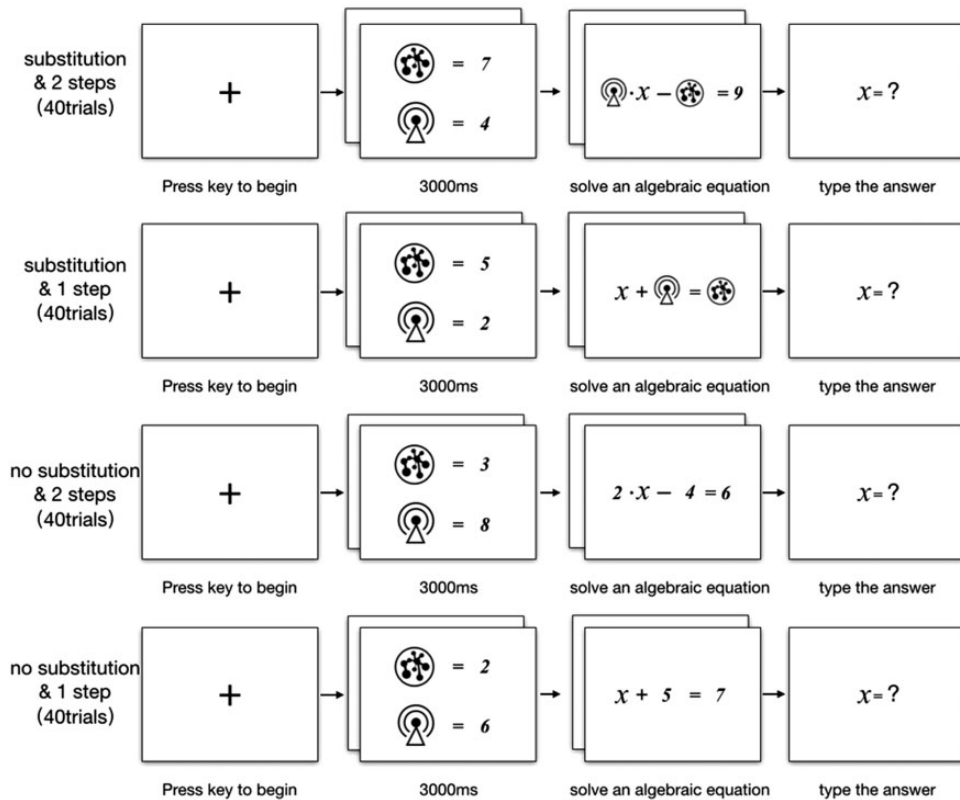 substitution
& 2 steps
(40trials)
+
= 7
= 4
·x − = 9
x=?
Press key to begin
3000ms
solve an algebraic equation
type the answer
substitution
& 1 step
(40trials)
+
= 5
= 2
x + =
x=?
Press key to begin
3000ms
solve an algebraic equation
type the answer
no substitution
& 2 steps
(40trials)
+
= 3
= 8
2 ·x − 4 = 6
x=?
Press key to begin
3000ms
solve an algebraic equation
type the answer
no substitution
& 1 step
(40trials)
+
= 2
= 6
x + 5 = 7
x=?
Press key to begin
3000ms
solve an algebraic equation
type the answer